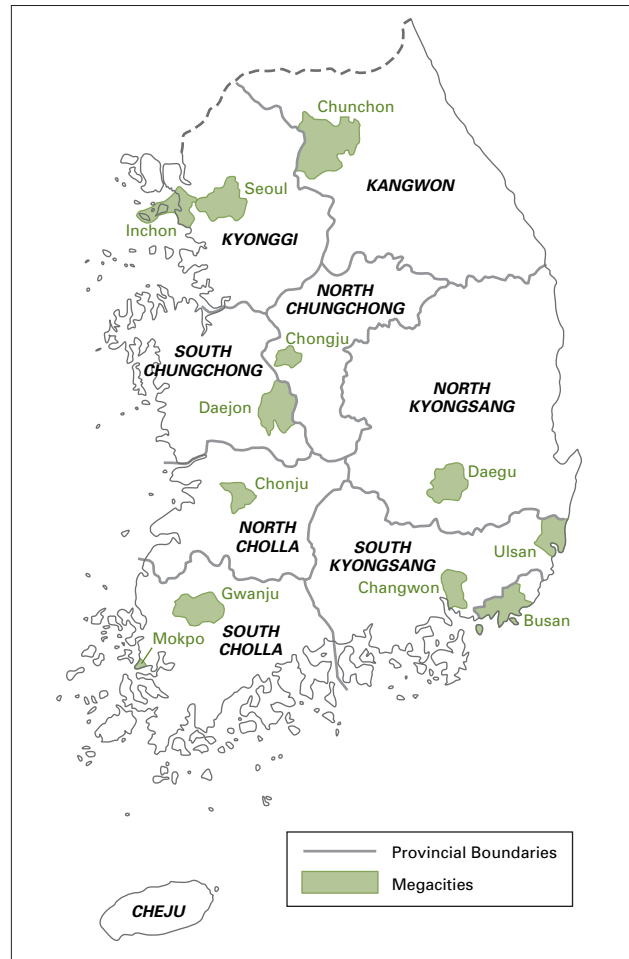 Chunchon
KANGWON
Seoul
Inchon
KYONGGI
NORTH
CHUNGCHONG
Chongju
SOUTH
CHUNGCHONG
Daejon
NORTH
KYONGSANG
Daegu
Chonju
NORTH
CHOLLA
SOUTH
KYONGSANG
Ulsan
Changwon
Busan
Gwanju
Mokpo
SOUTH
CHOLLA
Provincial Boundaries
Megacities
CHEJU